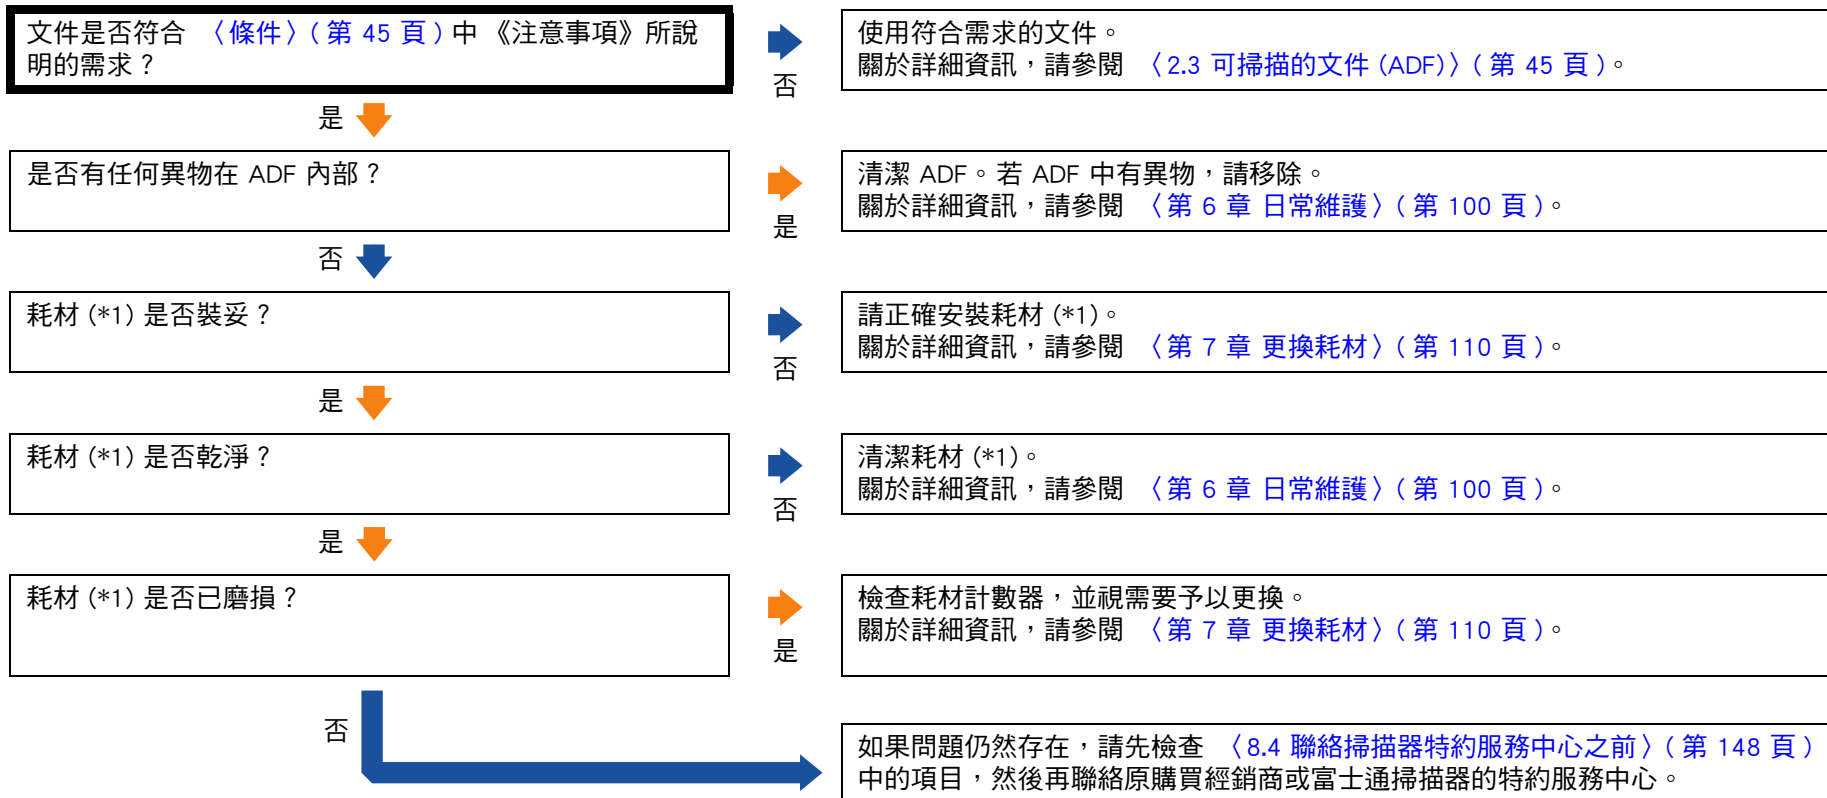 文件是否符合 〈條件〉( 第 45 頁 ) 中 《注意事項》所說
明的需求？
否
使用符合需求的文件。
關於詳細資訊，請參閱 〈2.3 可掃描的文件 (ADF)〉( 第 45 頁 )。
是
是否有任何異物在 ADF 內部？
是
清潔 ADF。若 ADF 中有異物，請移除。
關於詳細資訊，請參閱 〈第 6 章 日常維護〉( 第 100 頁 )。
否
耗材 (*1) 是否裝妥？
否
請正確安裝耗材 (*1)。
關於詳細資訊，請參閱 〈第 7 章 更換耗材〉( 第 110 頁 )。
是
耗材 (*1) 是否乾淨？
否
清潔耗材 (*1)。
關於詳細資訊，請參閱 〈第 6 章 日常維護〉( 第 100 頁 )。
是
耗材 (*1) 是否已磨損？
是
檢查耗材計數器，並視需要予以更換。
關於詳細資訊，請參閱 〈第 7 章 更換耗材〉( 第 110 頁 )。
否
如果問題仍然存在，請先檢查 〈8.4 聯絡掃描器特約服務中心之前〉( 第 148 頁 )
中的項目，然後再聯絡原購買經銷商或富士通掃描器的特約服務中心。